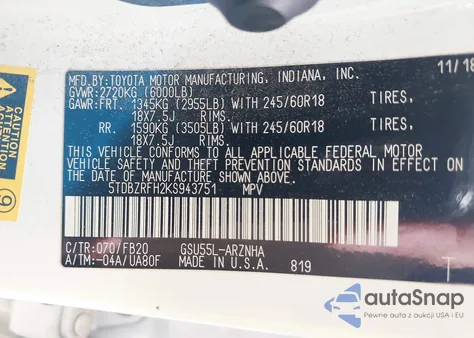 MFD.BY:TOYOTA MOTOR MANUFACTURING, INDIANA, INC.
11/18
GVWR:2720KG (6000LB)
GAWR:FRT. 1345KG (2955LB) WITH 245/60R18 TIRES,
18X7.5J RIMS.
RR. 1590KG (3505LB) WITH 245/60R18 TIRES,
18X7.5J RIMS.
THIS VEHICLE CONFORMS TO ALL APPLICABLE FEDERAL MOTOR
VEHICLE SAFETY AND THEFT PREVENTION STANDARDS IN EFFECT ON
THE DATE OF MANUFACTURE SHOWN ABOVE.
5TDBZRFH2KS943751 MPV
C/TR:070/FB20 GSU55L-ARZNHA
A/TM:-04A/UA80F MADE IN U.S.A. 819
9
autoSnap
Pewne auta z USA i EU